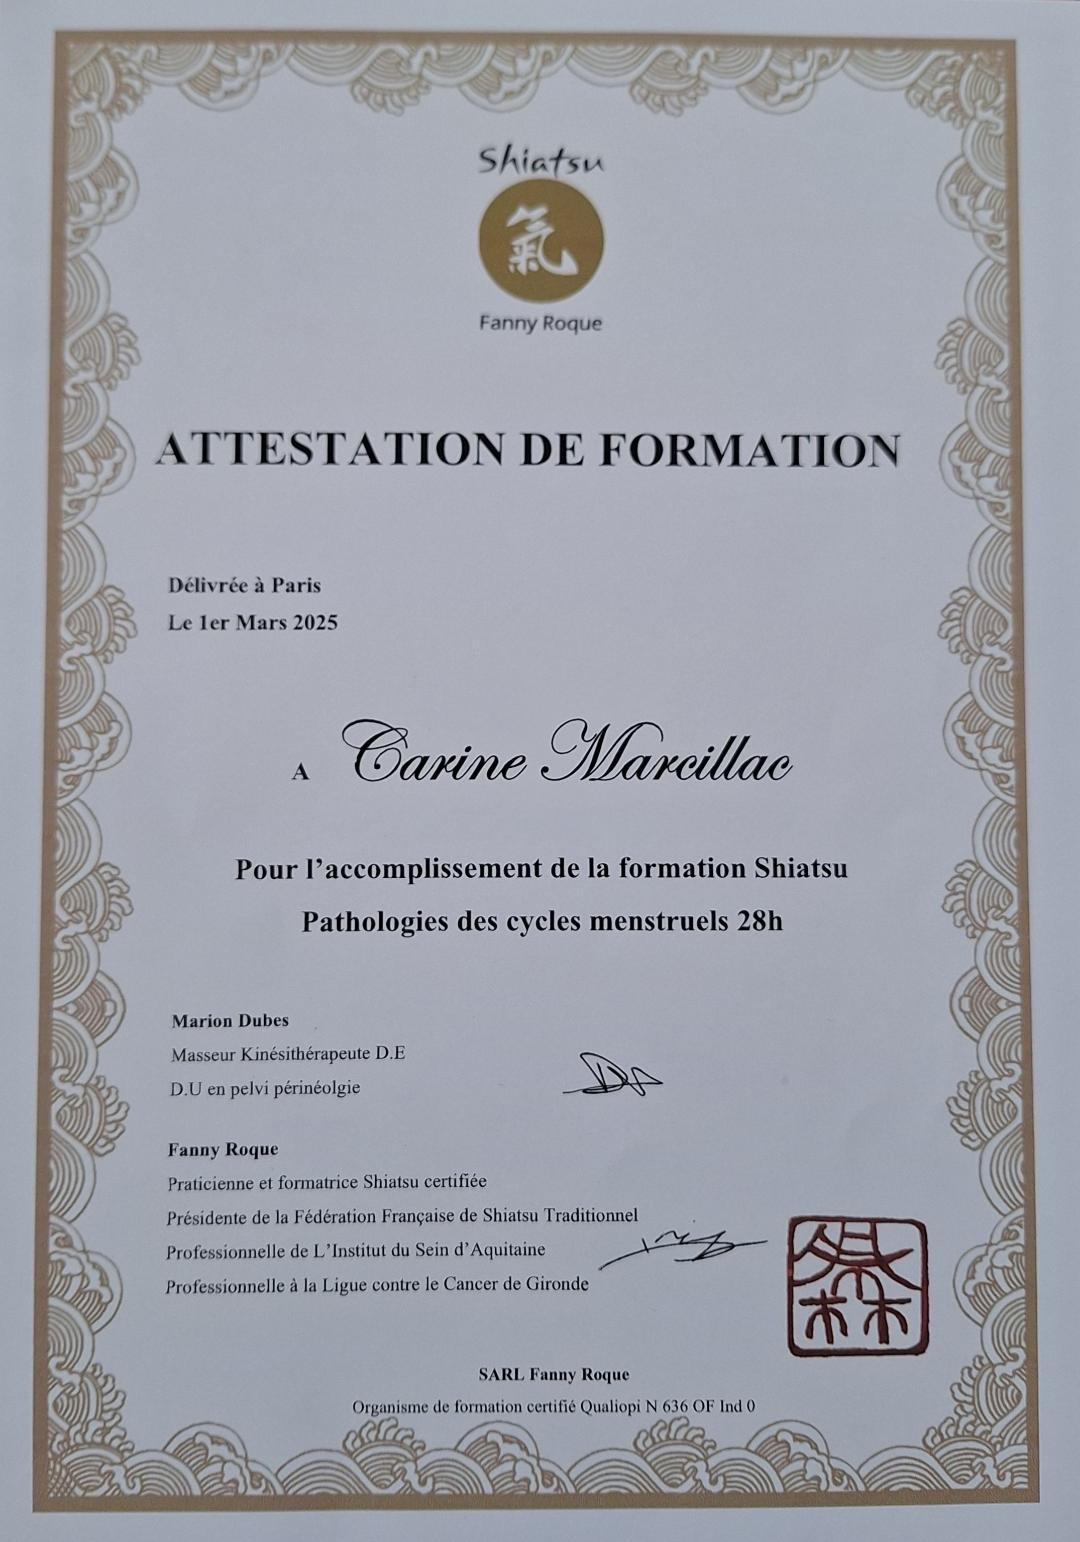 Shiatsu
氣
Fanny Roque
ATTESTATION DE FORMATION
Délivrée à Paris
Le 1er Mars 2025
A Carine Marcillac
Pour l’accomplissement de la formation Shiatsu
Pathologies des cycles menstruels 28h
Marion Dubes
Masseur Kinésithérapeute D.E
D.U en pelvi périnéolgie
Fanny Roque
Praticienne et formatrice Shiatsu certifiée
Présidente de la Fédération Française de Shiatsu Traditionnel
Professionnelle de L’Institut du Sein d’Aquitaine
Professionnelle à la Ligue contre le Cancer de Gironde
SARL Fanny Roque
Organisme de formation certifié Qualiopi N 636 OF Ind 0